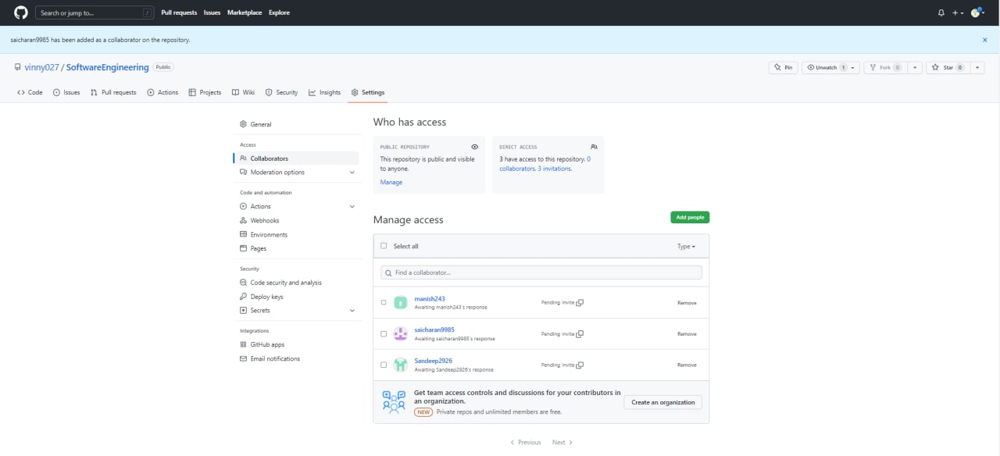 Search or jump to... / Pull requests Issues Marketplace Explore
saicharan9985 has been added as a collaborator on the repository.
vinny027 / SoftwareEngineering Public Pin Unwatch 1 Fork 0 Star 0
Code Issues Pull requests Actions Projects Wiki Security Insights Settings
General
Access
Collaborators
Moderation options
Code and automation
Actions
Webhooks
Environments
Pages
Security
Code security and analysis
Deploy keys
Secrets
Integrations
GitHub apps
Email notifications
Who has access
PUBLIC REPOSITORY
This repository is public and visible
to anyone.
Manage
DIRECT ACCESS
3 have access to this repository. 0
collaborators. 3 invitations.
Manage access Add people
Select all Type
Find a collaborator...
manish243
Awaiting manish243's response
Pending Invite Remove
saicharan9985
Awaiting saicharan9985's response
Pending Invite Remove
Sandeep2926
Awaiting Sandeep2926's response
Pending Invite Remove
Get team access controls and discussions for your contributors in
an organization.
NEW Private repos and unlimited members are free.
Create an organization
Previous Next